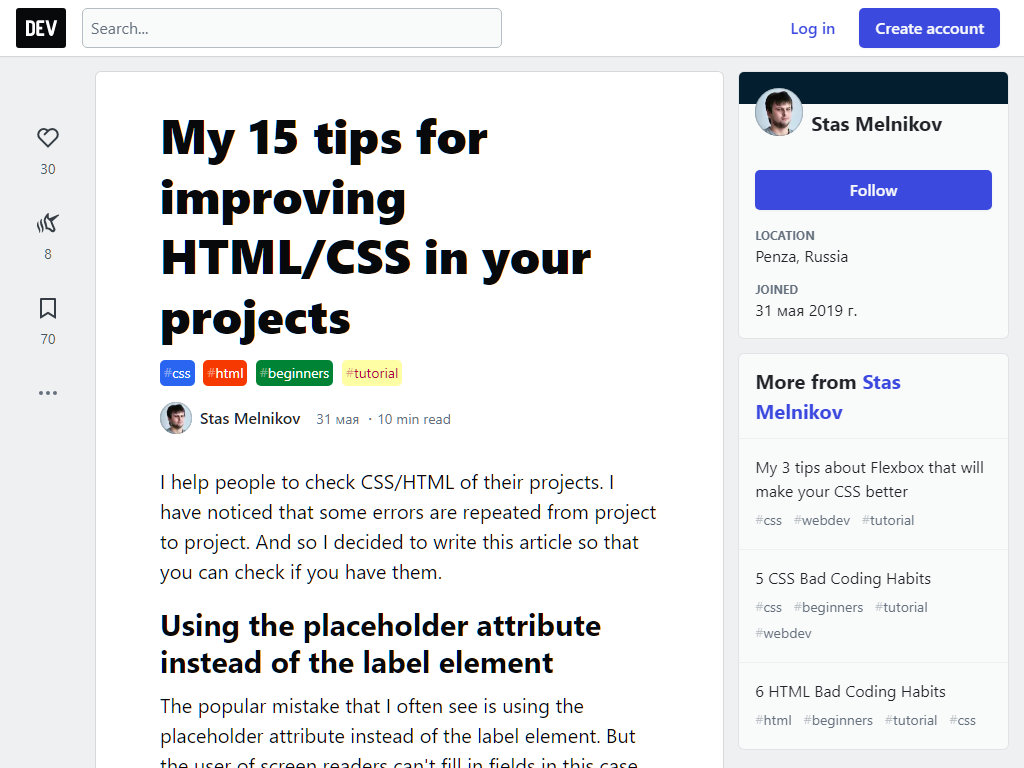 DEV
Search...
Log in
Create account
30
8
70
My 15 tips for
improving
HTML/CSS in your
projects
#css #html #beginners #tutorial
Stas Melnikov 31 мая · 10 min read
I help people to check CSS/HTML of their projects. I
have noticed that some errors are repeated from project
to project. And so I decided to write this article so that
you can check if you have them.
Using the placeholder attribute
instead of the label element
The popular mistake that I often see is using the
placeholder attribute instead of the label element. But
the user of screen readers can't fill in fields in this case
Stas Melnikov
Follow
LOCATION
Penza, Russia
JOINED
31 мая 2019 г.
More from Stas
Melnikov
My 3 tips about Flexbox that will
make your CSS better
#css #webdev #tutorial
5 CSS Bad Coding Habits
#css #beginners #tutorial
#webdev
6 HTML Bad Coding Habits
#html #beginners #tutorial #css